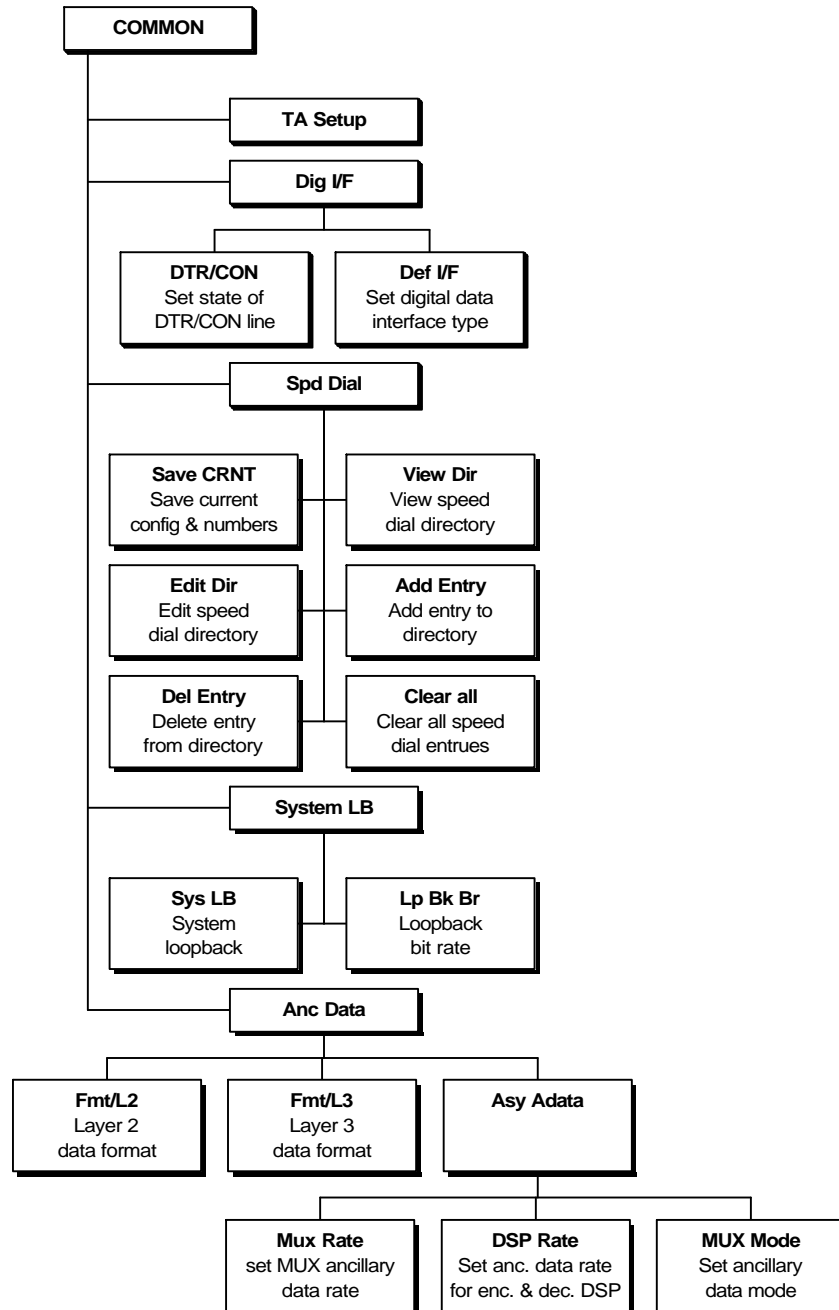 COMMON
TA Setup
Dig I/F
DTR/CON
Set state of
DTR/CON line
Def I/F
Set digital data
interface type
Spd Dial
Save CRNT
Save current
config & numbers
View Dir
View speed
dial directory
Edit Dir
Edit speed
dial directory
Add Entry
Add entry to
directory
Del Entry
Delete entry
from directory
Clear all
Clear all speed
dial entrues
System LB
Sys LB
System
loopback
Lp Bk Br
Loopback
bit rate
Anc Data
Fmt/L2
Layer 2
data format
Fmt/L3
Layer 3
data format
Asy Adata
Mux Rate
set MUX ancillary
data rate
DSP Rate
Set anc. data rate
for enc. & dec. DSP
MUX Mode
Set ancillary
data mode